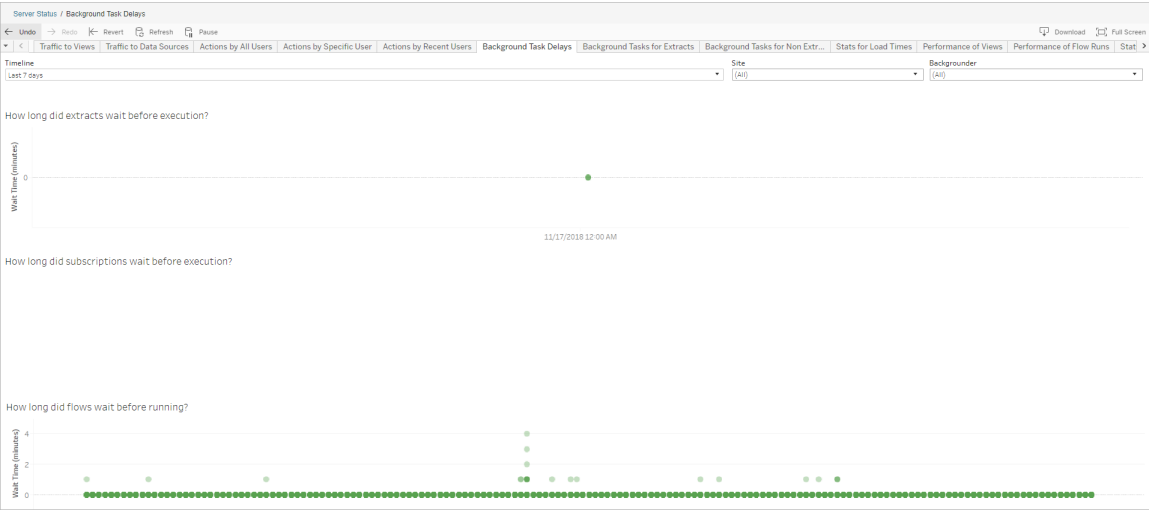 Server Status / Background Task Delays
Undo Redo Revert Refresh Pause Download Full Screen
Traffic to Views Traffic to Data Sources Actions by All Users Actions by Specific User Actions by Recent Users Background Task Delays Background Tasks for Extracts Background Tasks for Non Extr... Stats for Load Times Performance of Views Performance of Flow Runs Stat
Timeline Site Backgrounder
Last 7 days (All) (All)
How long did extracts wait before execution?
Wait Time (minutes)
0
11/17/2018 12:00 AM
How long did subscriptions wait before execution?
How long did flows wait before running?
Wait Time (minutes)
4
2
0